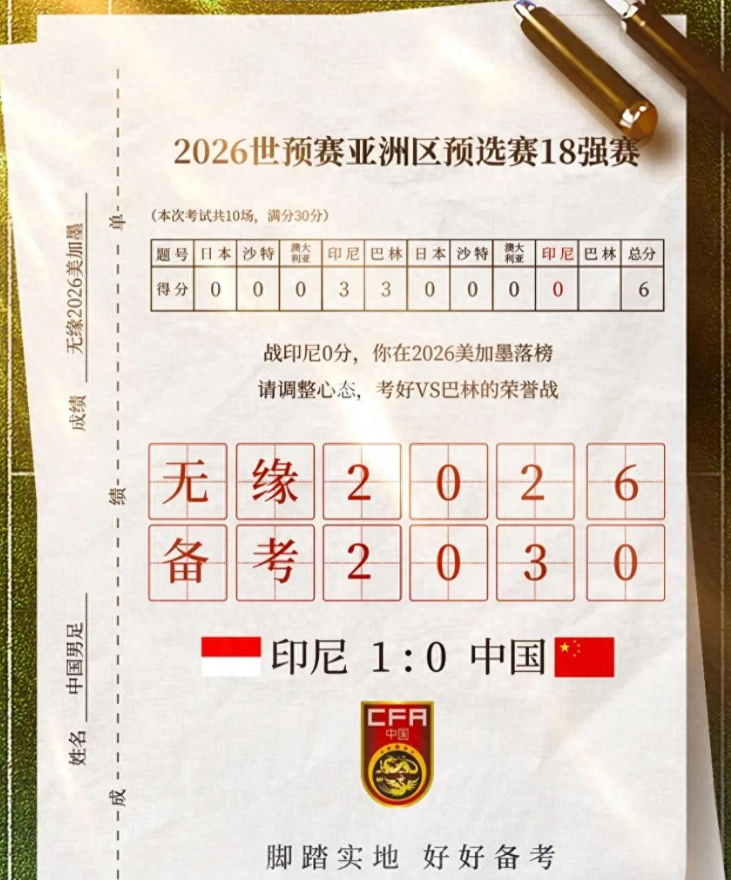 2026世预赛亚洲区预选赛18强赛
(本次考试共10场，满分30分)
题号 日本 沙特 澳大利亚 印尼 巴林 日本 沙特 澳大利亚 印尼 巴林 总分
得分 0 0 0 3 3 0 0 0 0 6
战印尼0分，你在2026美加墨落榜
请调整心态，考好VS巴林的荣誉战
无缘2026
备考2030
印尼 1:0 中国
CFA
中国
脚踏实地 好好备考
姓名 中国男足
成绩 无缘2026美加墨
成绩单